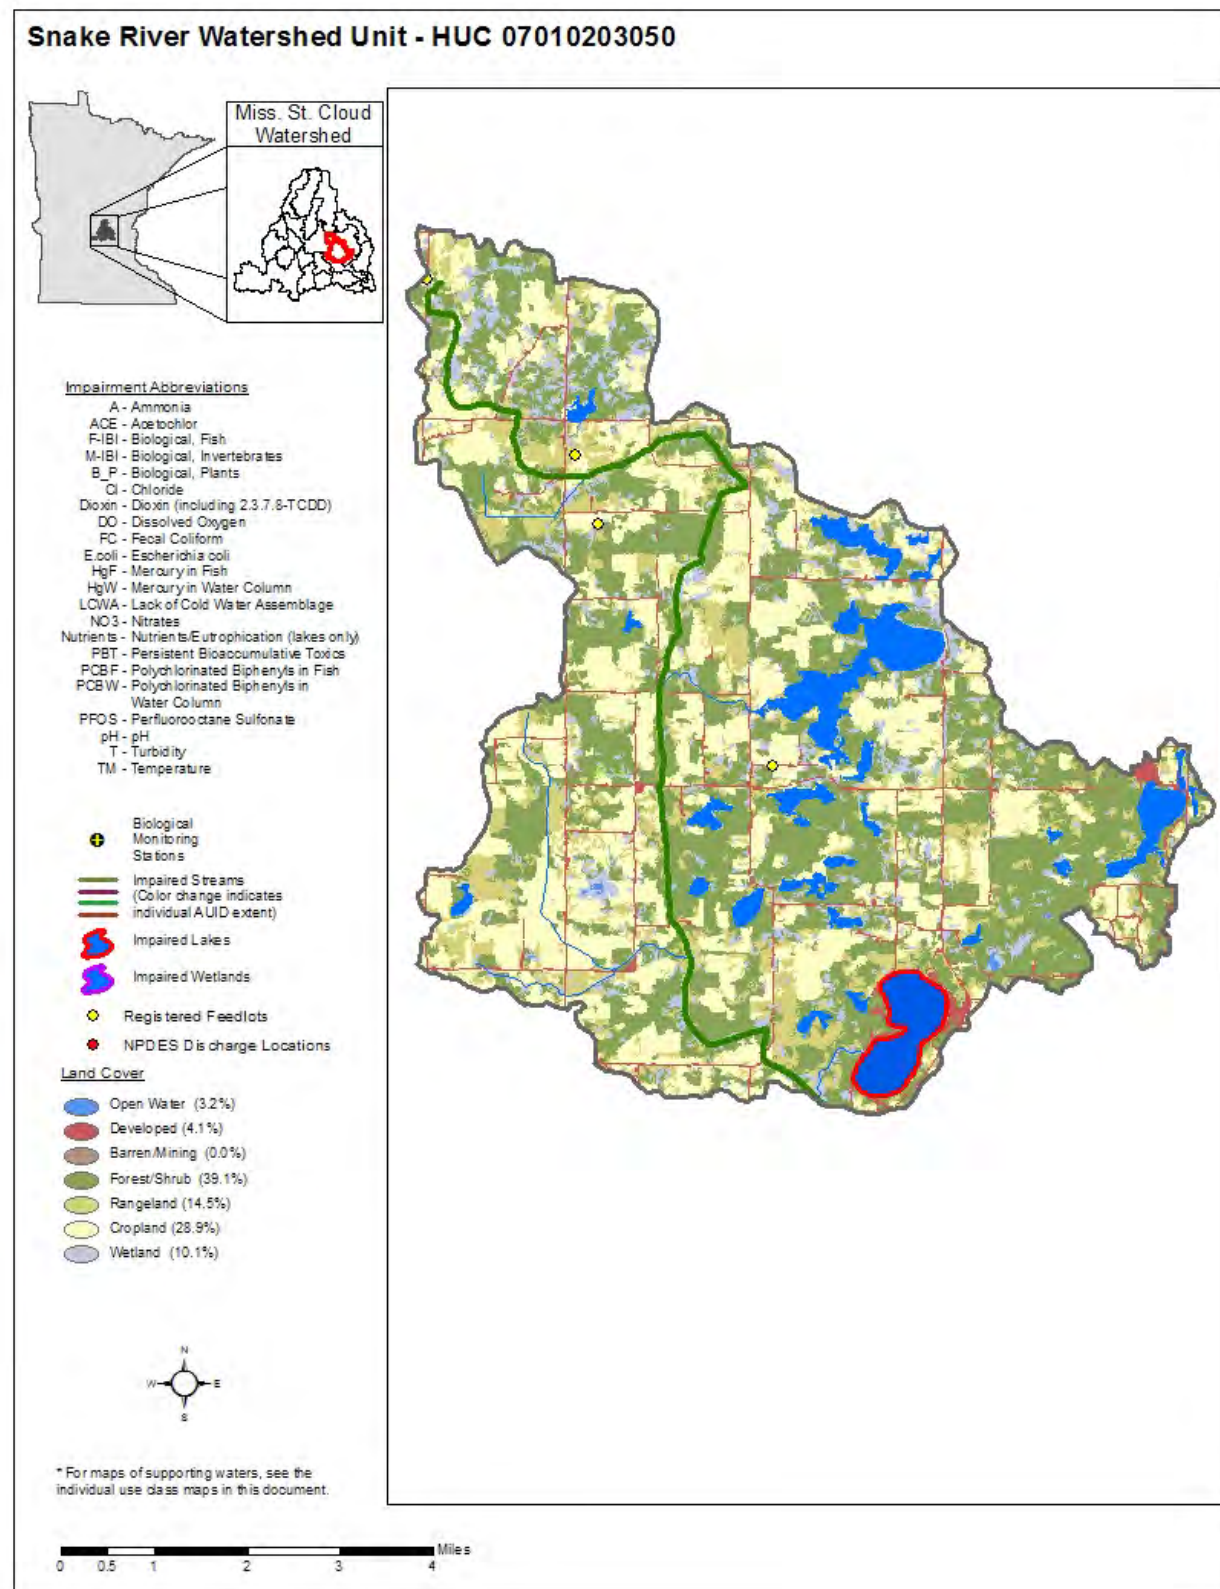 Snake River Watershed Unit - HUC 07010203050
Miss. St. Cloud
Watershed
Impairment Abbreviations
A - Ammonia
ACE - Acetochlor
F-IBI - Biological, Fish
M-IBI - Biological, Invertebrates
B_P - Biological, Plants
Cl - Chloride
Dioxin - Dioxin (including 2.3.7.8-TCDD)
DO - Dissolved Oxygen
FC - Fecal Coliform
E.coli - Escherichia coli
HgF - Mercury in Fish
HgW - Mercury in Water Column
LCWA - Lack of Cold Water Assemblage
NO3 - Nitrates
Nutrients - Nutrients/Eutrophication (lakes only)
PBT - Persistent Bioaccumulative Toxics
PCBF - Polychlorinated Biphenyls in Fish
PCBW - Polychlorinated Biphenyls in
Water Column
PFOS - Perfluorooctane Sulfonate
pH - pH
T - Turbidity
TM - Temperature
Biological
Monitoring
Stations
Impaired Streams
(Color change indicates
individual AUID extent)
Impaired Lakes
Impaired Wetlands
Registered Feedlots
NPDES Discharge Locations
Land Cover
Open Water (3.2%)
Developed (4.1%)
Barren/Mining (0.0%)
Forest/Shrub (39.1%)
Rangeland (14.5%)
Cropland (28.9%)
Wetland (10.1%)
N
W E
S
* For maps of supporting waters, see the
individual use class maps in this document.
Miles
0 0.5 1 2 3 4